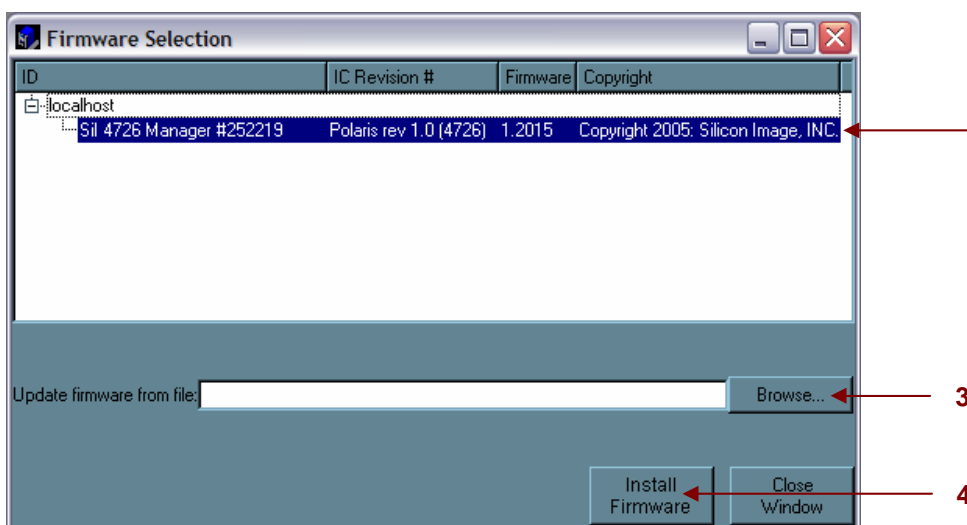 Firmware Selection
ID IC Revision # Firmware Copyright
localhost
Sil 4726 Manager #252219 Polaris rev 1.0 (4726) 1.2015 Copyright 2005: Silicon Image, INC.
Update firmware from file: Browse... 3
Install Firmware Close Window 4